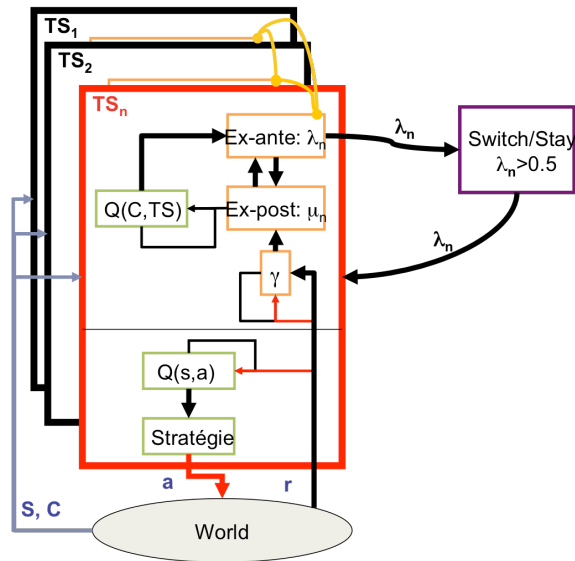 TS1
TS2
TSn
Ex-ante: λn
λn
Switch/Stay
λn>0.5
Q(C,TS)
Ex-post: μn
λn
γ
Q(s,a)
Stratégie
a
r
S, C
World